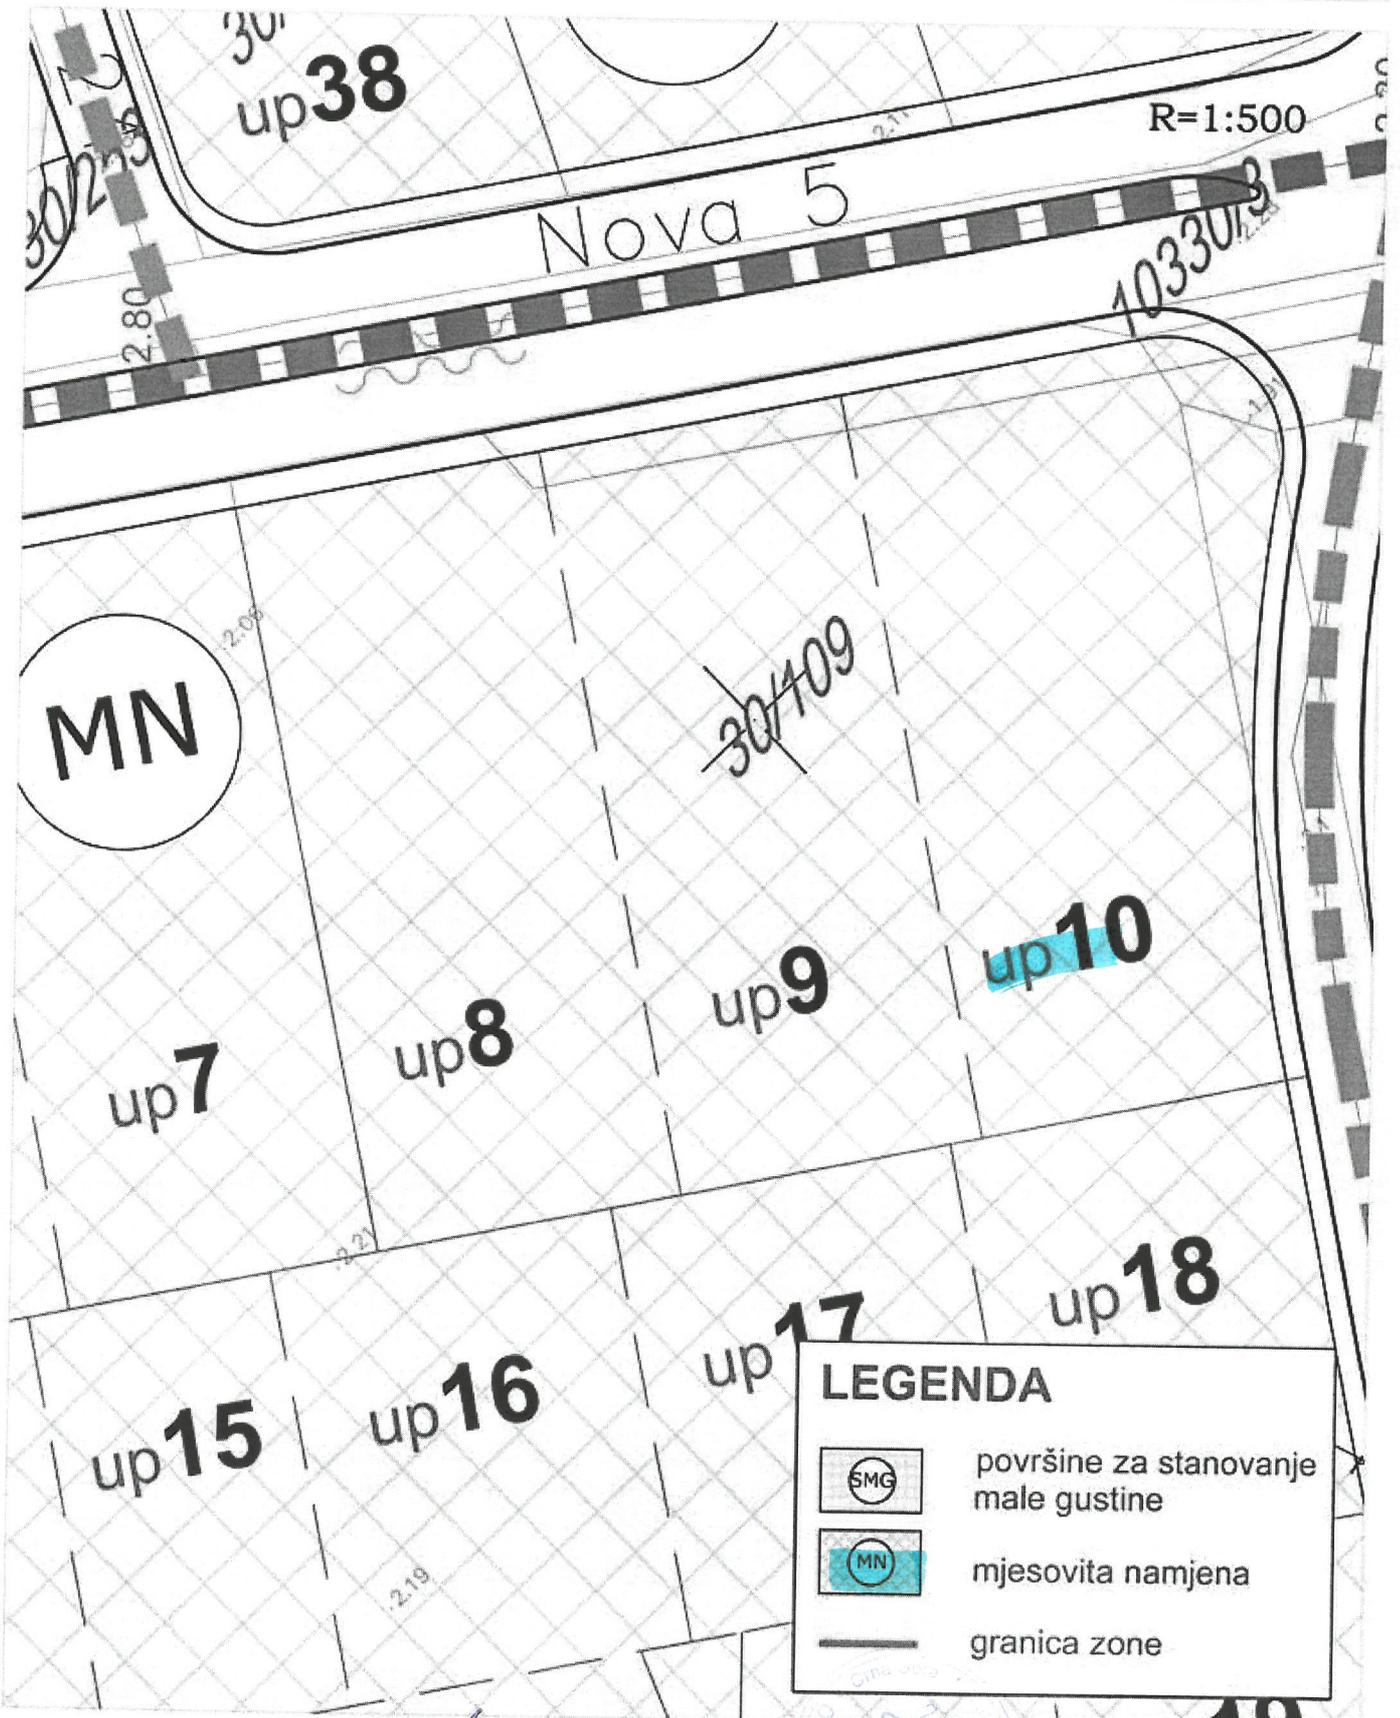 up38
R=1:500
2.11
Nova 5
10330/3
2.80
2.08
MN
30/109
up10
up9
up8
up7
2.21
up18
up17
up16
up15
2.19
LEGENDA
SMG
površine za stanovanje
male gustine
MN
mjesovita namjena
granica zone